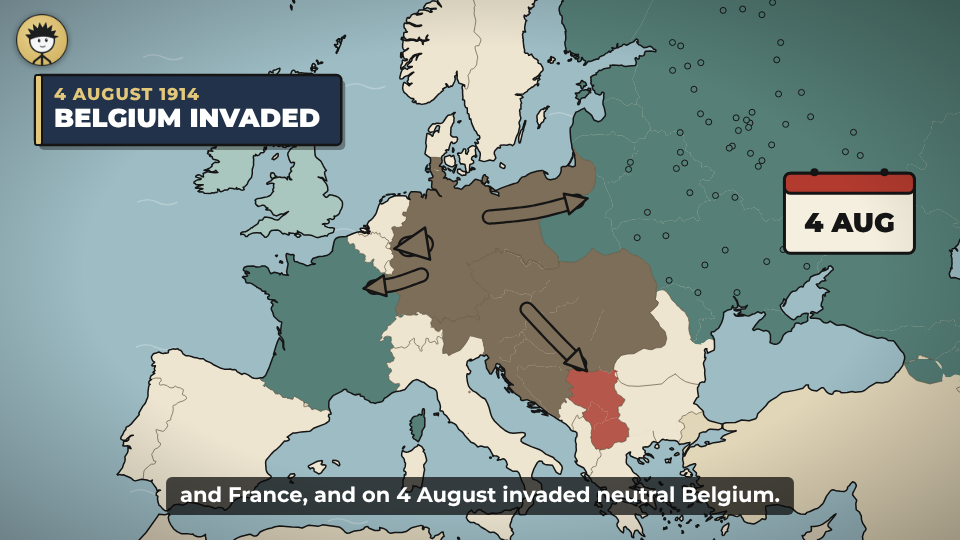 4 AUGUST 1914
BELGIUM INVADED
4 AUG
and France, and on 4 August invaded neutral Belgium.